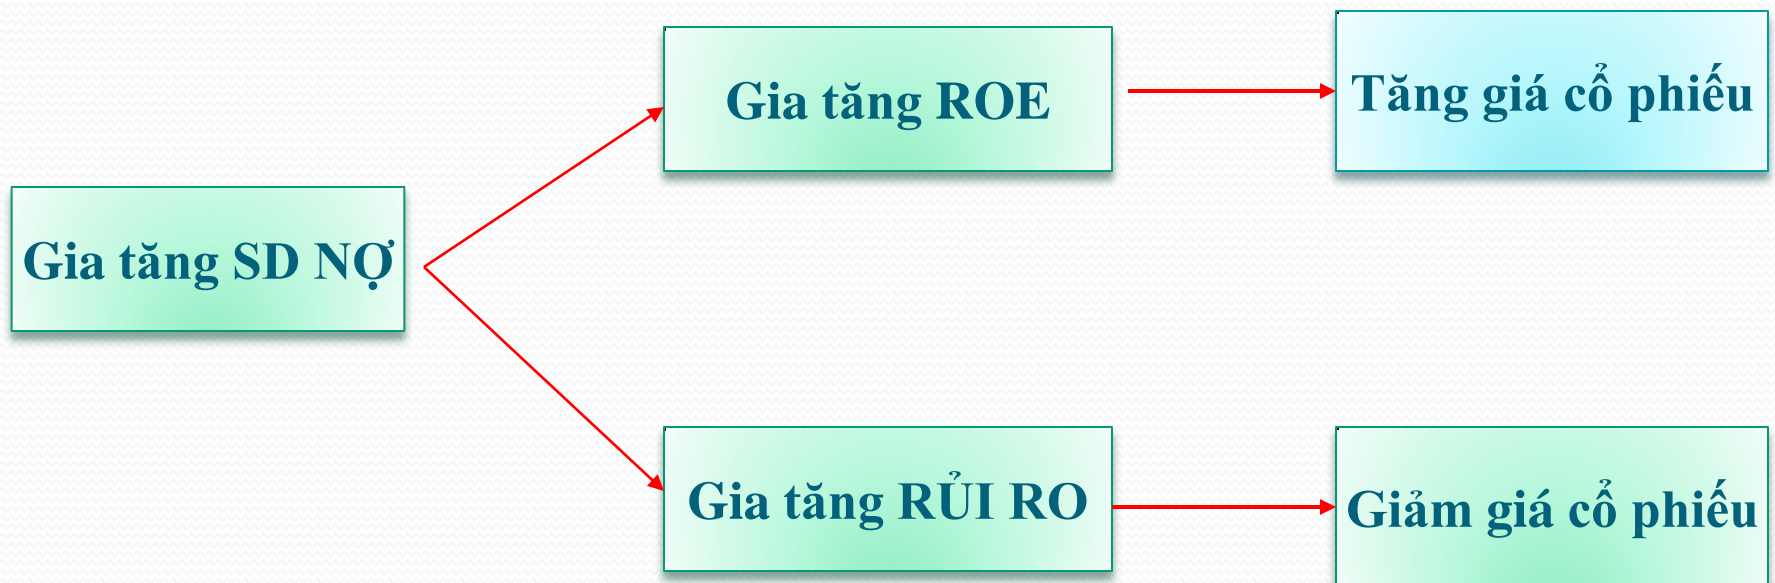 Gia tăng SD NỢ
Gia tăng ROE
Tăng giá cổ phiếu
Gia tăng RỦI RO
Giảm giá cổ phiếu